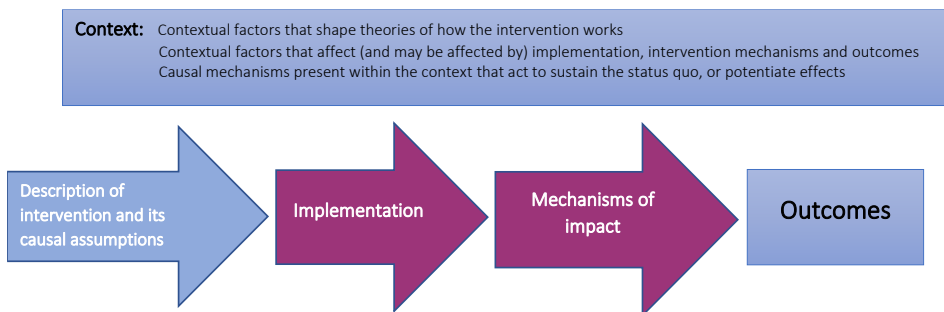 Context: Contextual factors that shape theories of how the intervention works
Contextual factors that affect (and may be affected by) implementation, intervention mechanisms and outcomes
Causal mechanisms present within the context that act to sustain the status quo, or potentiate effects
Description of
intervention and its
causal assumptions
Implementation
Mechanisms of
impact
Outcomes